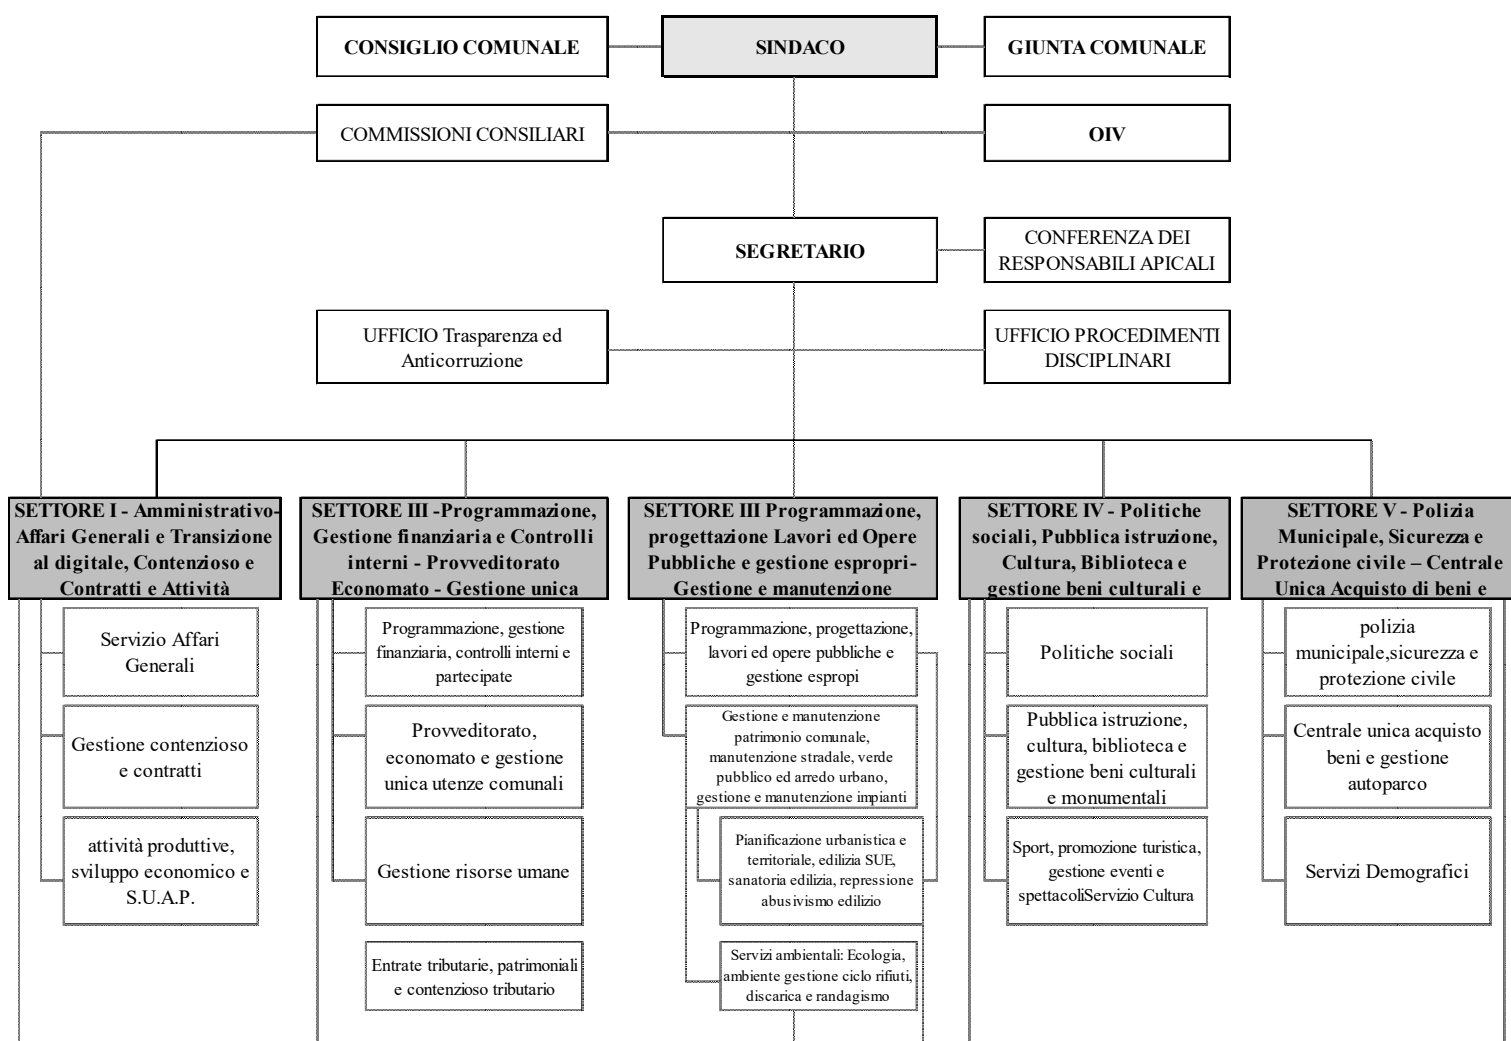 CONSIGLIO COMUNALE
SINDACO
GIUNTA COMUNALE
COMMISSIONI CONSILIARI
OIV
SEGRETARIO
CONFERENZA DEI
RESPONSABILI APICALI
UFFICIO Trasparenza ed
Anticorruzione
UFFICIO PROCEDIMENTI
DISCIPLINARI
SETTORE I - Amministrativo-
Affari Generali e Transizione
al digitale, Contenzioso e
Contratti e Attività
SETTORE III -Programmazione,
Gestione finanziaria e Controlli
interni - Provveditorato
Economato - Gestione unica
SETTORE III Programmazione,
progettazione Lavori ed Opere
Pubbliche e gestione espropri-
Gestione e manutenzione
SETTORE IV - Politiche
sociali, Pubblica istruzione,
Cultura, Biblioteca e
gestione beni culturali e
SETTORE V - Polizia
Municipale, Sicurezza e
Protezione civile – Centrale
Unica Acquisto di beni e
Servizio Affari
Generali
Gestione contenzioso
e contratti
attività produttive,
sviluppo economico e
S.U.A.P.
Programmazione, gestione
finanziaria, controlli interni e
partecipate
Provveditorato,
economato e gestione
unica utenze comunali
Gestione risorse umane
Entrate tributarie, patrimoniali
e contenzioso tributario
Programmazione, progettazione,
lavori ed opere pubbliche e
gestione espropi
Gestione e manutenzione
patrimonio comunale,
manutenzione stradale, verde
pubblico ed arredo urbano,
gestione e manutenzione impianti
Pianificazione urbanistica e
territoriale, edilizia SUE,
sanatoria edilizia, repressione
abusivismo edilizio
Servizi ambientali: Ecologia,
ambiente gestione ciclo rifiuti,
discarica e randagismo
Politiche sociali
Pubblica istruzione,
cultura, biblioteca e
gestione beni culturali
e monumentali
Sport, promozione turistica,
gestione eventi e
spettacoliServizio Cultura
polizia
municipale,sicurezza e
protezione civile
Centrale unica acquisto
beni e gestione
autoparco
Servizi Demografici